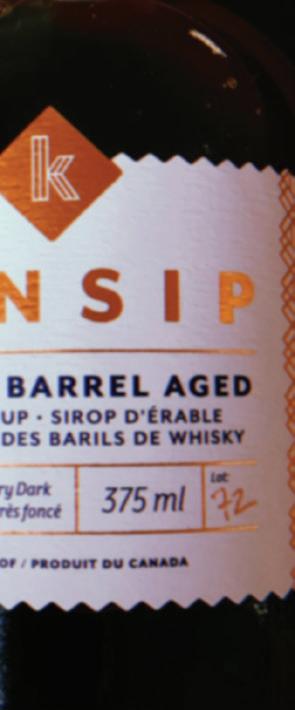 k
NSIP
BARREL AGED
UP · SIROP D'ÉRABLE
DES BARILS DE WHISKY
ry Dark
rès foncé
375 ml
Lot:
72
OF / PRODUIT DU CANADA